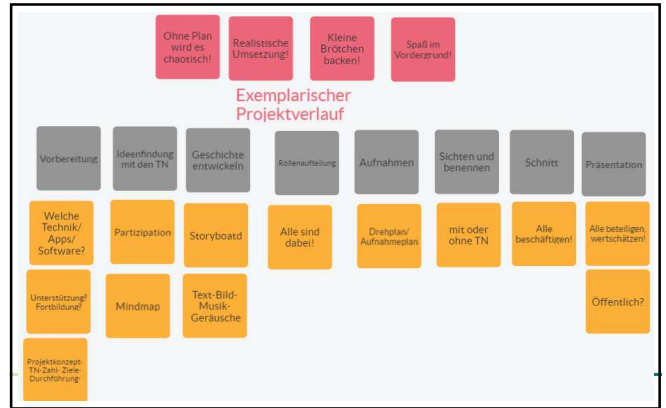 Ohne Plan
wird es
chaotisch!
Realistische
Umsetzung!
Kleine
Brötchen
backen!
Spaß im
Vordergrund!
Exemplarischer
Projektverlauf
Vorbereitung
Ideenfindung
mit den TN
Geschichte
entwickeln
Rollenaufteilung
Aufnahmen
Sichten und
benennen
Schnitt
Präsentation
Welche
Technik/
Apps/
Software?
Partizipation
Storyboatd
Alle sind
dabei!
Drehplan/
Aufnahmeplan
mit oder
ohne TN
Alle
beschäftigen!
Alle beteiligen,
wertschätzen!
Unterstützung?
Fortbildung?
Mindmap
Text-Bild-
Musik-
Geräusche
Öffentlich?
Projektkonzept-
TN-Zahl- Ziele-
Durchführung-